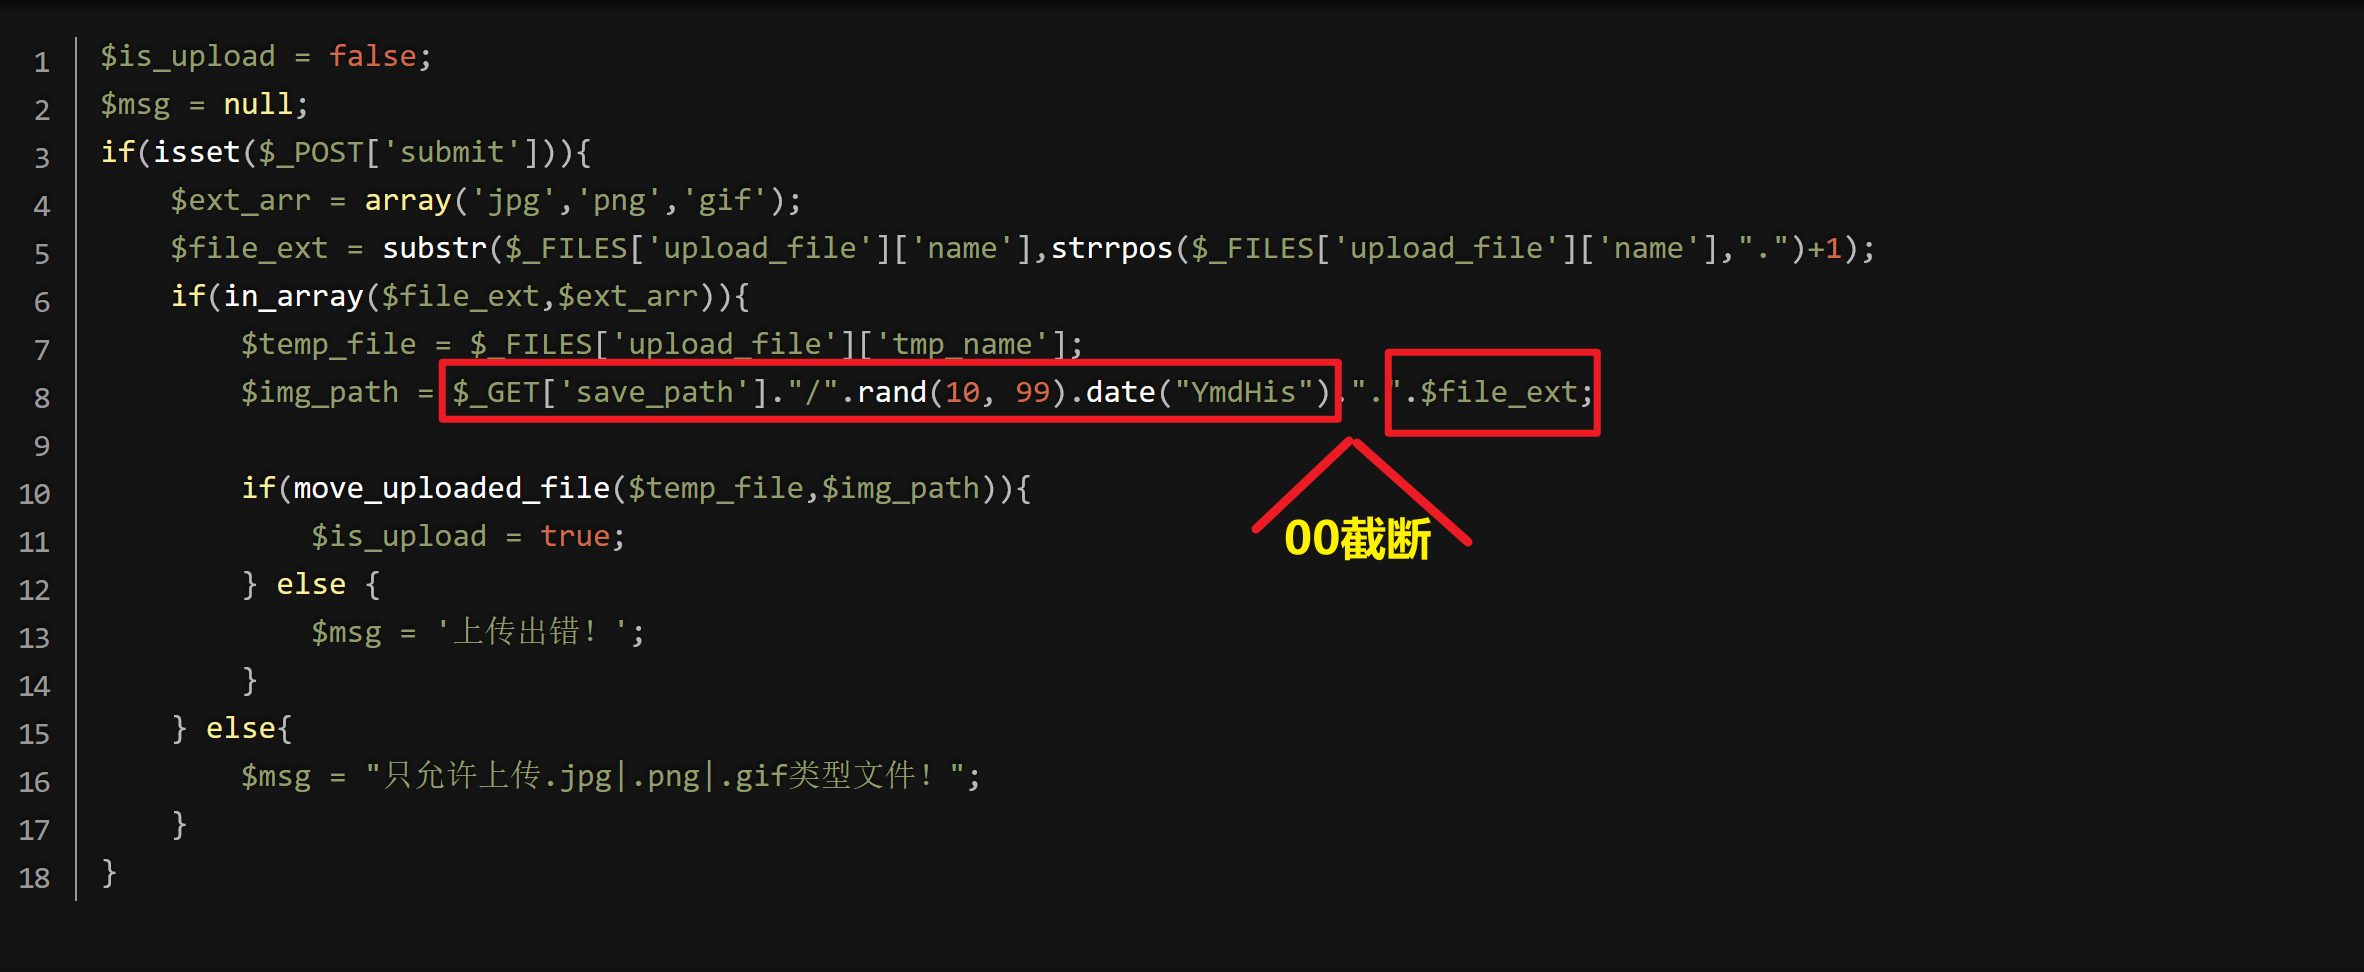 1 $is_upload = false;
2 $msg = null;
3 if(isset($_POST['submit'])){
4 $ext_arr = array('jpg','png','gif');
5 $file_ext = substr($_FILES['upload_file']['name'],strrpos($_FILES['upload_file']['name'],".")+1);
6 if(in_array($file_ext,$ext_arr)){
7 $temp_file = $_FILES['upload_file']['tmp_name'];
8 $img_path = $_GET['save_path']."/".rand(10, 99).date("YmdHis").".".$file_ext;
9
10 if(move_uploaded_file($temp_file,$img_path)){
11 $is_upload = true;
00截断
12 } else {
13 $msg = '上传出错！';
14 }
15 } else{
16 $msg = "只允许上传.jpg|.png|.gif类型文件！";
17 }
18 }